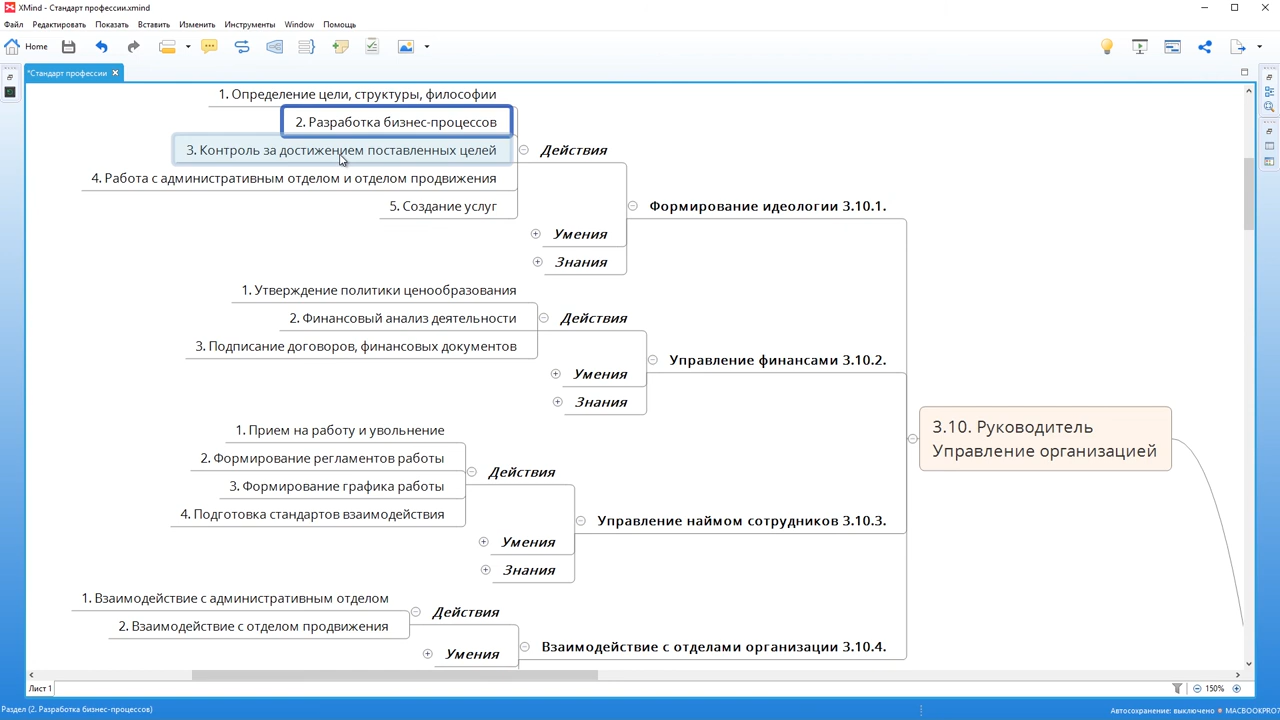 XMind - Стандарт профессии.xmind
Файл Редактировать Показать Вставить Изменить Инструменты Window Помощь
Home
*Стандарт профессии
1. Определение цели, структуры, философии
2. Разработка бизнес-процессов
3. Контроль за достижением поставленных целей
4. Работа с административным отделом и отделом продвижения
5. Создание услуг
Действия
Умения
Знания
Формирование идеологии 3.10.1.
1. Утверждение политики ценообразования
2. Финансовый анализ деятельности
3. Подписание договоров, финансовых документов
Действия
Умения
Знания
Управление финансами 3.10.2.
1. Прием на работу и увольнение
2. Формирование регламентов работы
3. Формирование графика работы
4. Подготовка стандартов взаимодействия
Действия
Умения
Знания
Управление наймом сотрудников 3.10.3.
1. Взаимодействие с административным отделом
2. Взаимодействие с отделом продвижения
Действия
Умения
Взаимодействие с отделами организации 3.10.4.
3.10. Руководитель
Управление организацией
Лист 1
150%
Раздел (2. Разработка бизнес-процессов)
Автосохранение: выключено